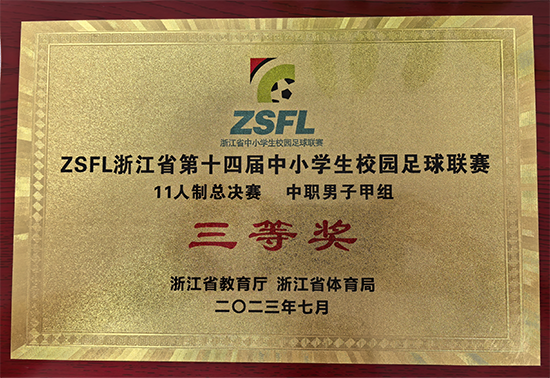 ZSFL
浙江省中小学生校园足球联赛
ZSFL浙江省第十四届中小学生校园足球联赛
11人制总决赛 中职男子甲组
三等奖
浙江省教育厅 浙江省体育局
二〇二三年七月